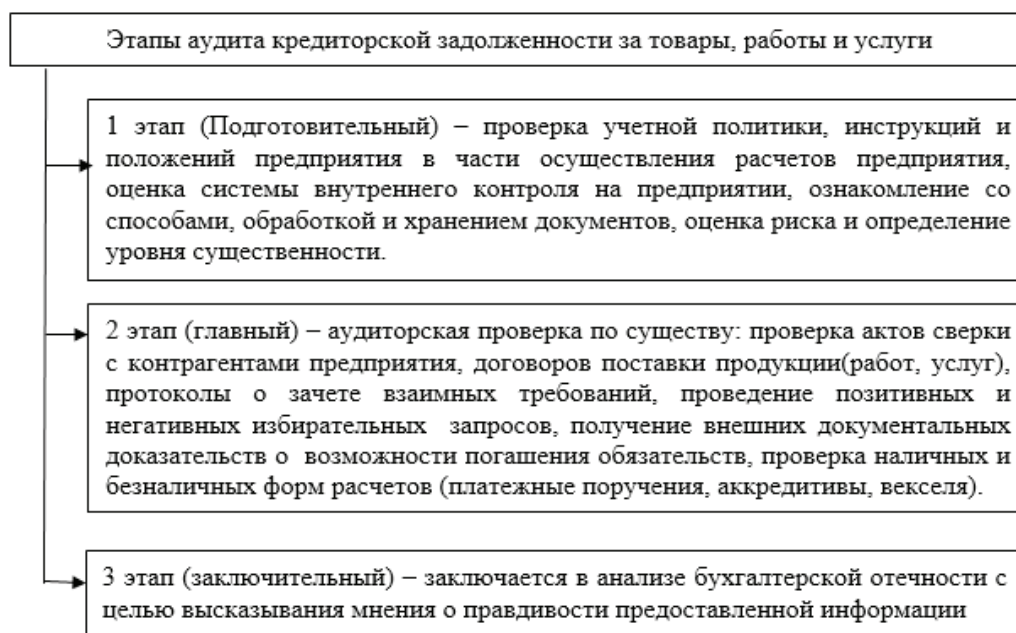 Этапы аудита кредиторской задолженности за товары, работы и услуги
1 этап (Подготовительный) – проверка учетной политики, инструкций и
положений предприятия в части осуществления расчетов предприятия,
оценка системы внутреннего контроля на предприятии, ознакомление со
способами, обработкой и хранением документов, оценка риска и определение
уровня существенности.
2 этап (главный) – аудиторская проверка по существу: проверка актов сверки
с контрагентами предприятия, договоров поставки продукции(работ, услуг),
протоколы о зачете взаимных требований, проведение позитивных и
негативных избирательных запросов, получение внешних документальных
доказательств о возможности погашения обязательств, проверка наличных и
безналичных форм расчетов (платежные поручения, аккредитивы, векселя).
3 этап (заключительный) – заключается в анализе бухгалтерской отечности с
целью высказывания мнения о правдивости предоставленной информации